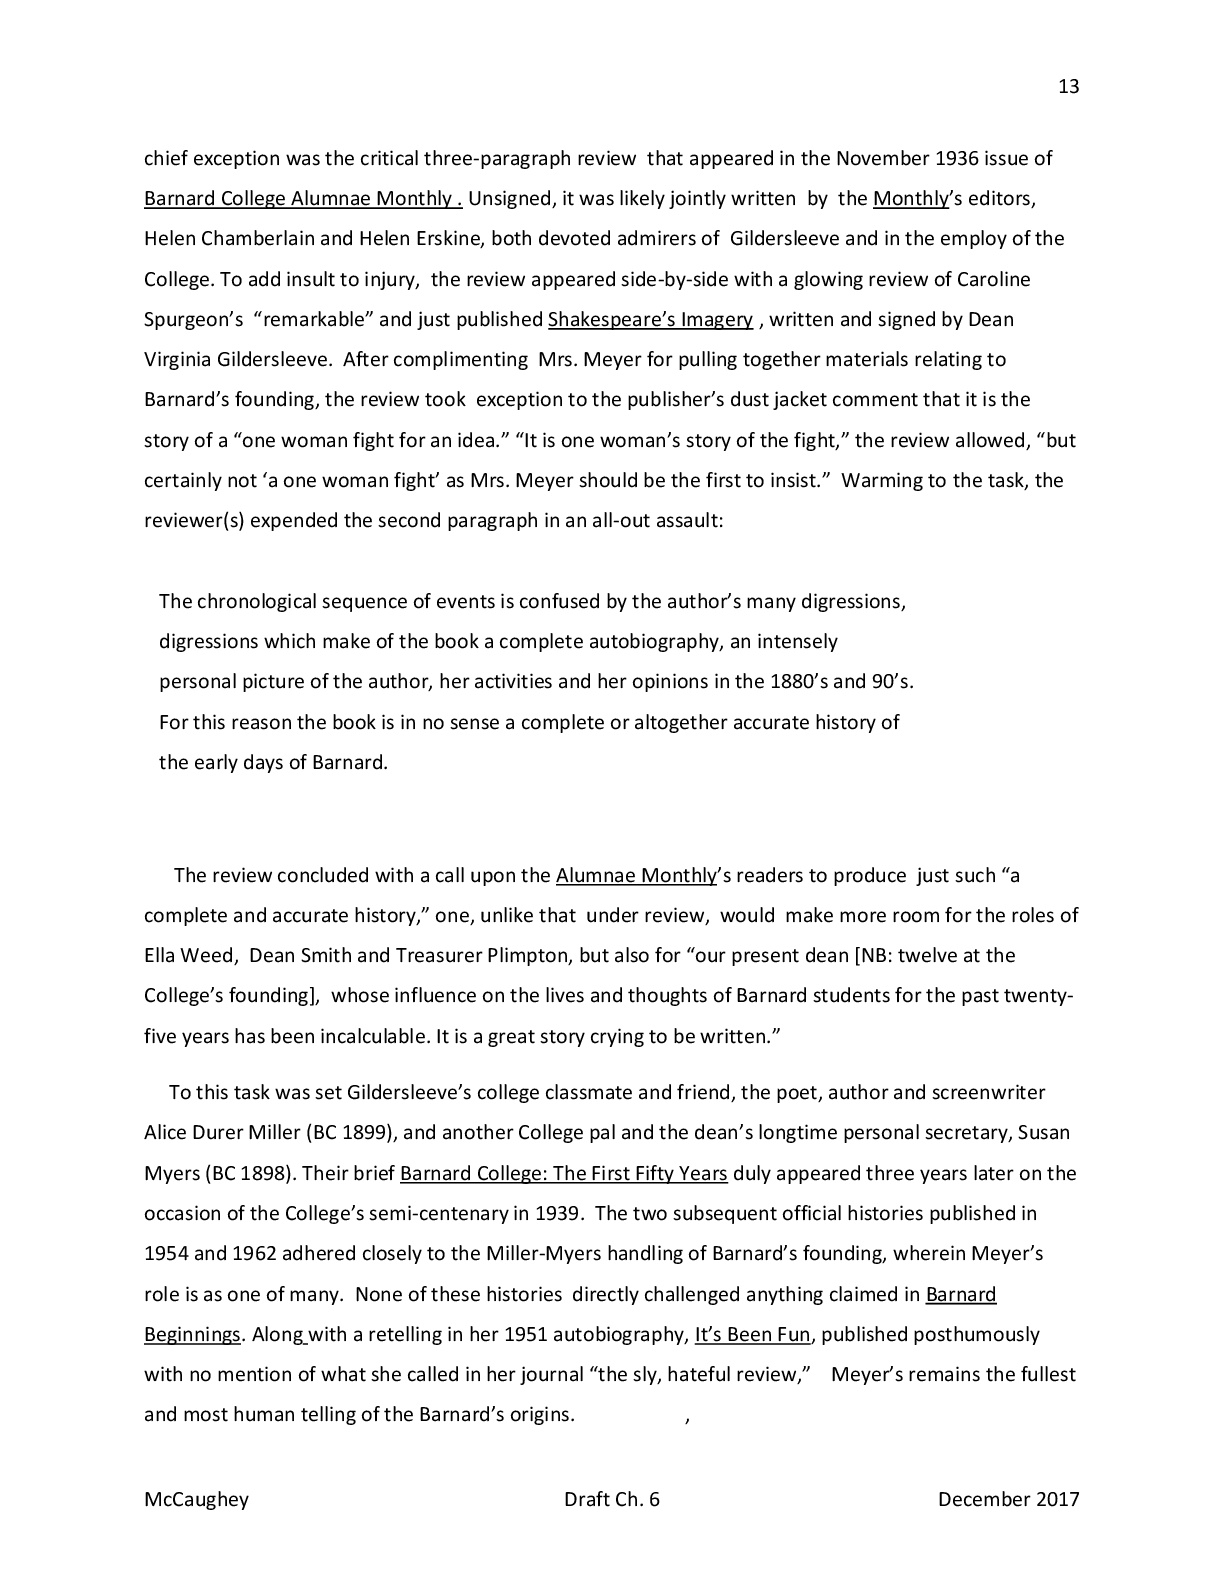 13
chief exception was the critical three-paragraph review  that appeared in the November 1936 issue of
Barnard College Alumnae Monthly . Unsigned, it was likely jointly written  by  the Monthly’s editors,
Helen Chamberlain and Helen Erskine, both devoted admirers of  Gildersleeve and in the employ of the
College. To add insult to injury,  the review appeared side-by-side with a glowing review of Caroline
Spurgeon’s  “remarkable” and just published Shakespeare’s Imagery , written and signed by Dean
Virginia Gildersleeve.  After complimenting  Mrs. Meyer for pulling together materials relating to
Barnard’s founding, the review took  exception to the publisher’s dust jacket comment that it is the
story of a “one woman fight for an idea.” “It is one woman’s story of the fight,” the review allowed, “but
certainly not ‘a one woman fight’ as Mrs. Meyer should be the first to insist.”  Warming to the task, the
reviewer(s) expended the second paragraph in an all-out assault:
The chronological sequence of events is confused by the author’s many digressions,
digressions which make of the book a complete autobiography, an intensely
personal picture of the author, her activities and her opinions in the 1880’s and 90’s.
For this reason the book is in no sense a complete or altogether accurate history of
the early days of Barnard.
The review concluded with a call upon the Alumnae Monthly’s readers to produce  just such “a
complete and accurate history,” one, unlike that  under review,  would  make more room for the roles of
Ella Weed,  Dean Smith and Treasurer Plimpton, but also for “our present dean [NB: twelve at the
College’s founding],  whose influence on the lives and thoughts of Barnard students for the past twenty-
five years has been incalculable. It is a great story crying to be written.”
To this task was set Gildersleeve’s college classmate and friend, the poet, author and screenwriter
Alice Durer Miller (BC 1899), and another College pal and the dean’s longtime personal secretary, Susan
Myers (BC 1898). Their brief Barnard College: The First Fifty Years duly appeared three years later on the
occasion of the College’s semi-centenary in 1939.  The two subsequent official histories published in
1954 and 1962 adhered closely to the Miller-Myers handling of Barnard’s founding, wherein Meyer’s
role is as one of many.  None of these histories  directly challenged anything claimed in Barnard
Beginnings. Along with a retelling in her 1951 autobiography, It’s Been Fun, published posthumously
with no mention of what she called in her journal “the sly, hateful review,”    Meyer’s remains the fullest
and most human telling of the Barnard’s origins.                    ,
McCaughey Draft Ch. 6 December 2017